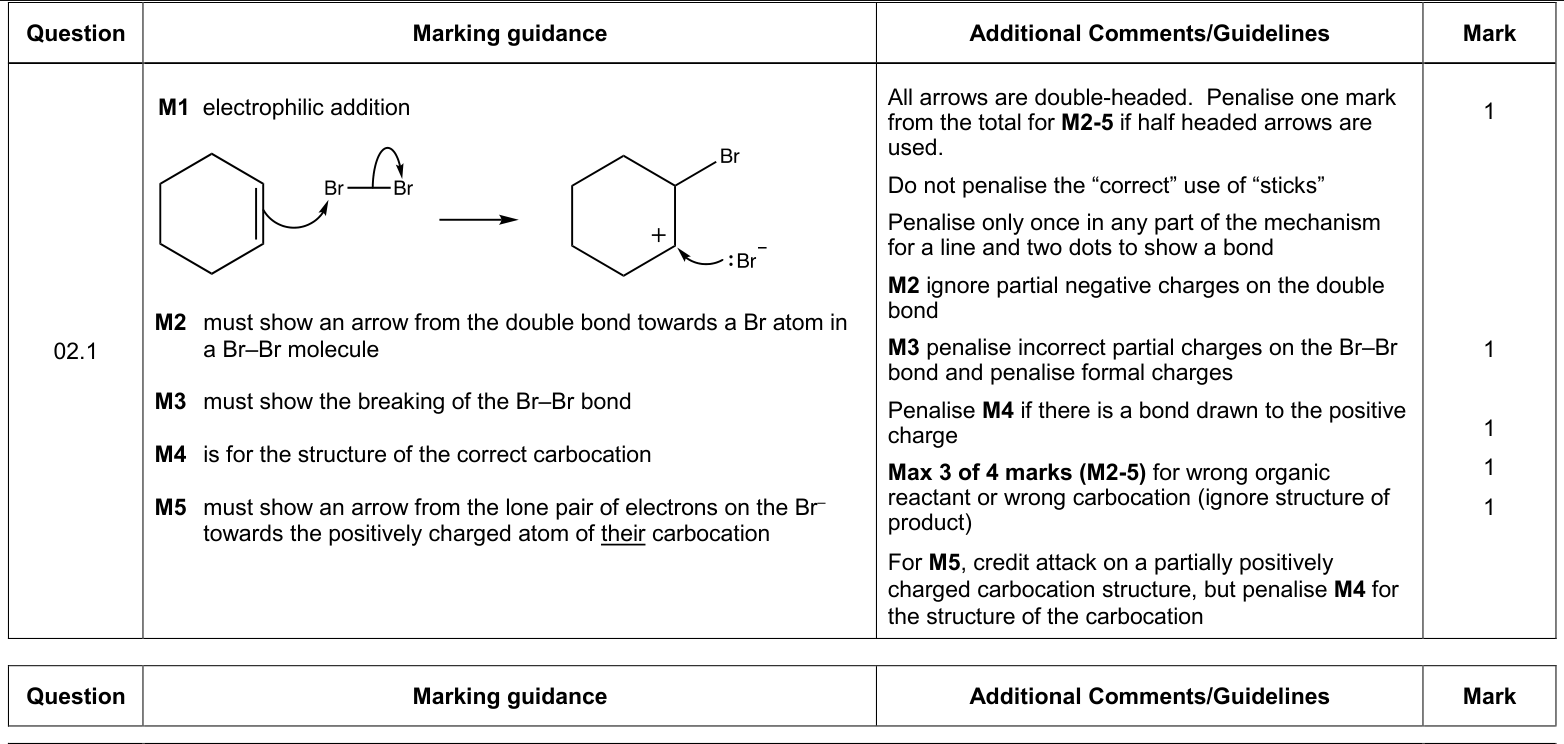 Question Marking guidance Additional Comments/Guidelines Mark
02.1
M1 electrophilic addition
Br Br
Br
+
:Br–
M2 must show an arrow from the double bond towards a Br atom in
a Br–Br molecule
M3 must show the breaking of the Br–Br bond
M4 is for the structure of the correct carbocation
M5 must show an arrow from the lone pair of electrons on the Br–
towards the positively charged atom of their carbocation
All arrows are double-headed. Penalise one mark
from the total for M2-5 if half headed arrows are
used.
Do not penalise the “correct” use of “sticks”
Penalise only once in any part of the mechanism
for a line and two dots to show a bond
M2 ignore partial negative charges on the double
bond
M3 penalise incorrect partial charges on the Br–Br
bond and penalise formal charges
Penalise M4 if there is a bond drawn to the positive
charge
Max 3 of 4 marks (M2-5) for wrong organic
reactant or wrong carbocation (ignore structure of
product)
For M5, credit attack on a partially positively
charged carbocation structure, but penalise M4 for
the structure of the carbocation
1
1
1
1
1
Question Marking guidance Additional Comments/Guidelines Mark